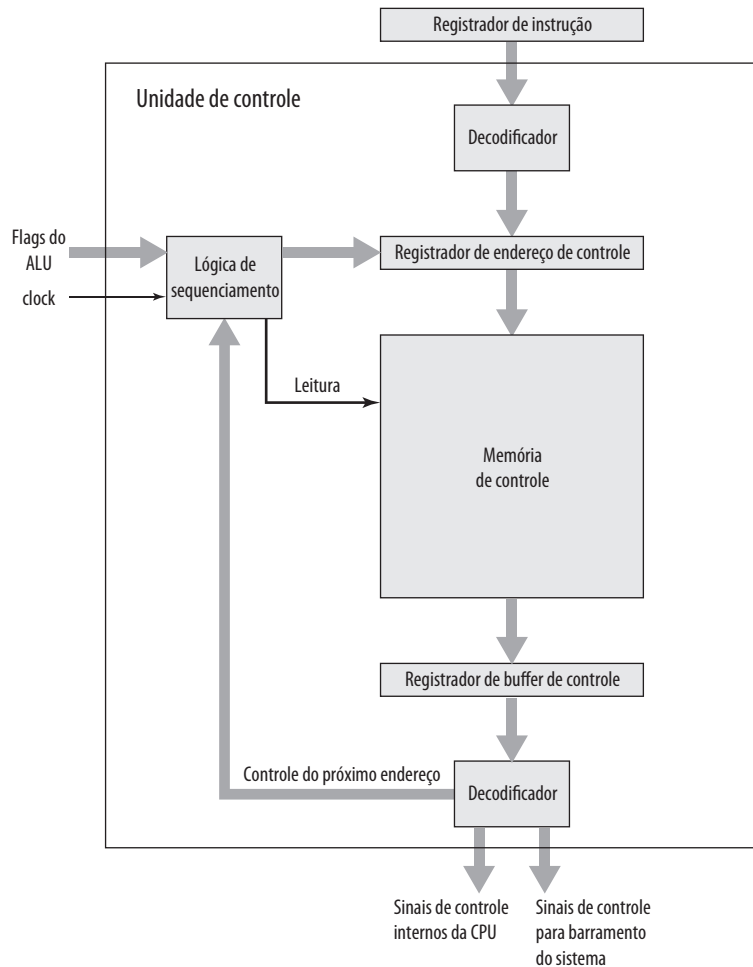 Registrador de instrução
Unidade de controle
Decodificador
Flags do
ALU
clock
Lógica de
sequenciamento
Registrador de endereço de controle
Leitura
Memória
de controle
Registrador de buffer de controle
Controle do próximo endereço
Decodificador
Sinais de controle
internos da CPU
Sinais de controle
para barramento
do sistema